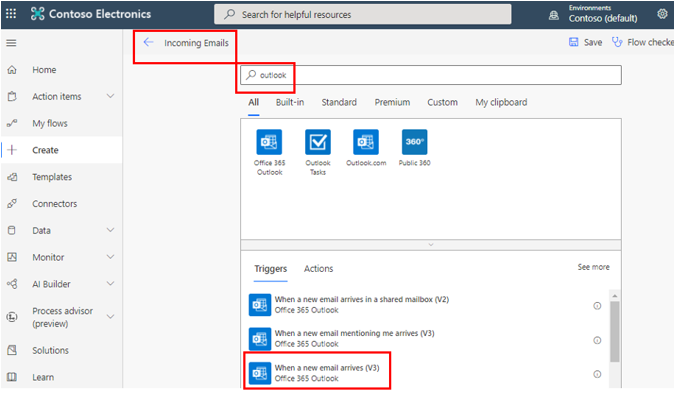 Contoso Electronics
Search for helpful resources
Environments
Contoso (default)
Incoming Emails
Save
Flow checke
Home
Action items
My flows
Create
Templates
Connectors
Data
Monitor
AI Builder
Process advisor
(preview)
Solutions
Learn
outlook
All Built-in Standard Premium Custom My clipboard
Office 365
Outlook
Outlook
Tasks
Outlook.com
360°
Public 360
Triggers Actions See more
When a new email arrives in a shared mailbox (V2)
Office 365 Outlook
When a new email mentioning me arrives (V3)
Office 365 Outlook
When a new email arrives (V3)
Office 365 Outlook